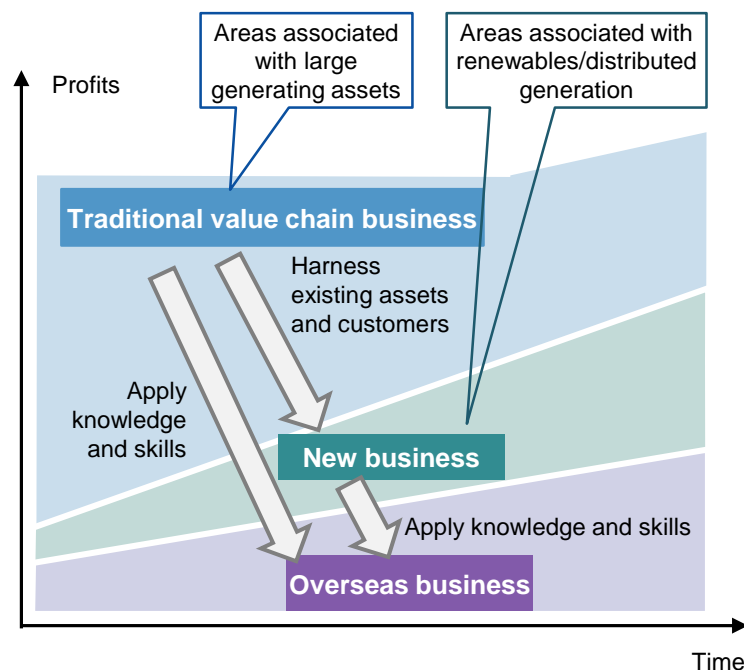 Areas associated
with large
generating assets
Areas associated with
renewables/distributed
generation
Profits
Traditional value chain business
Harness
existing assets
and customers
Apply
knowledge
and skills
New business
Apply knowledge and skills
Overseas business
Time